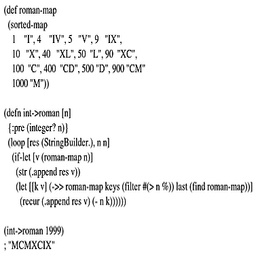 (def roman-map
(sorted-map
1 "I", 4 "IV", 5 "V", 9 "IX",
10 "X", 40 "XL", 50 "L", 90 "XC",
100 "C", 400 "CD", 500 "D", 900 "CM"
1000 "M"))
(defn int->roman [n]
{:pre (integer? n)}
(loop [res (StringBuilder.), n n]
(if-let [v (roman-map n)]
(str (.append res v))
(let [[k v] (->> roman-map keys (filter #(> n %)) last (find roman-map))]
(recur (.append res v) (- n k))))))
(int->roman 1999)
; "MCMXCIX"